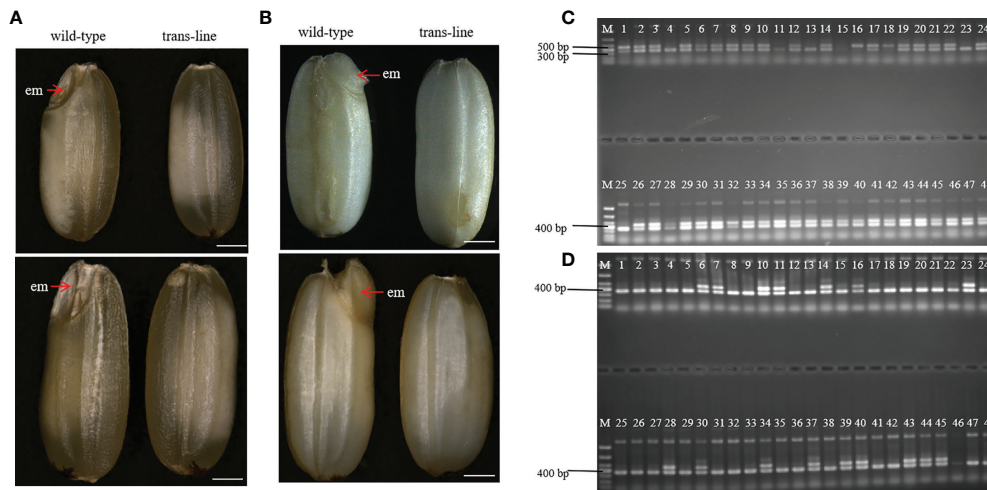 A
wild-type trans-line
em
em
B
wild-type trans-line
em
em
C
M 1 2 3 4 5 6 7 8 9 10 11 12 13 14 15 16 17 18 19 20 21 22 23 24
500 bp
300 bp
M 25 26 27 28 29 30 31 32 33 34 35 36 37 38 39 40 41 42 43 44 45 46 47
400 bp
D
M 1 2 3 4 5 6 7 8 9 10 11 12 13 14 15 16 17 18 19 20 21 22 23 24
400 bp
M 25 26 27 28 29 30 31 32 33 34 35 36 37 38 39 40 41 42 43 44 45 46 47
400 bp